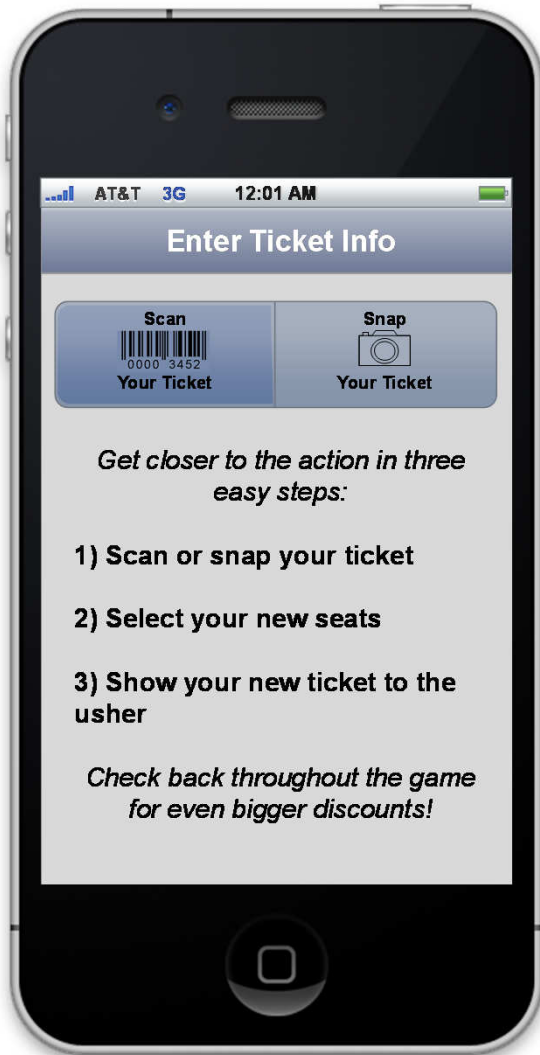 AT&T 3G 12:01 AM
Enter Ticket Info
Scan
0000 3452
Your Ticket
Snap
Your Ticket
Get closer to the action in three
easy steps:
1) Scan or snap your ticket
2) Select your new seats
3) Show your new ticket to the
usher
Check back throughout the game
for even bigger discounts!